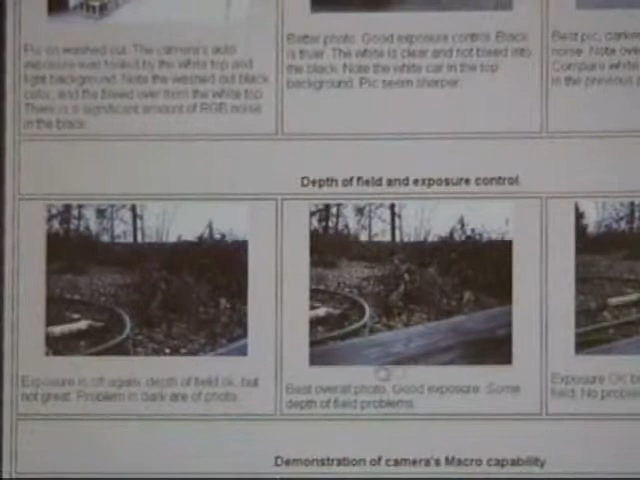 Pic os washed out. The camera's auto
exposure was fooled by the white top and
light background. Note the washed out black
color, and the bleed over from the white top.
There is a significant amount of RGB noise
in the black.
Better photo. Good exposure control. Black
is truer. The white is clear and not bleed into
the black. Note the white car in the top
background. Pic seem sharper.
Best pic, darker
noise. Note
Compare white
in the previous
Depth of field and exposure control.
Exposure is off again, depth of field ok, but
not great. Problem in dark are of photo.
Best overall photo. Good exposure. Some
depth of field problems.
Exposure OK
field. No
Demonstration of camera's Macro capability